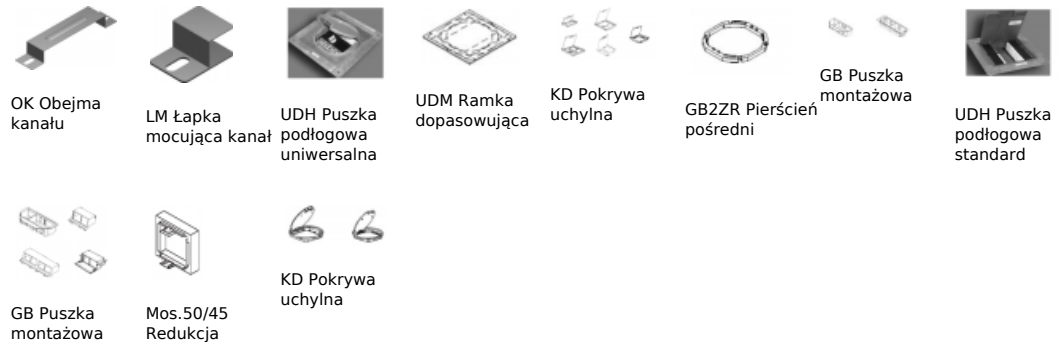 OK Obejma
kanału
LM Łapka
mocująca kanał
UDH Puszka
podłogowa
uniwersalna
UDM Ramka
dopasowująca
KD Pokrywa
uchylna
GB2ZR Pierścień
pośredni
GB Puszka
montażowa
UDH Puszka
podłogowa
standard
GB Puszka
montażowa
Mos.50/45
Redukcja
KD Pokrywa
uchylna